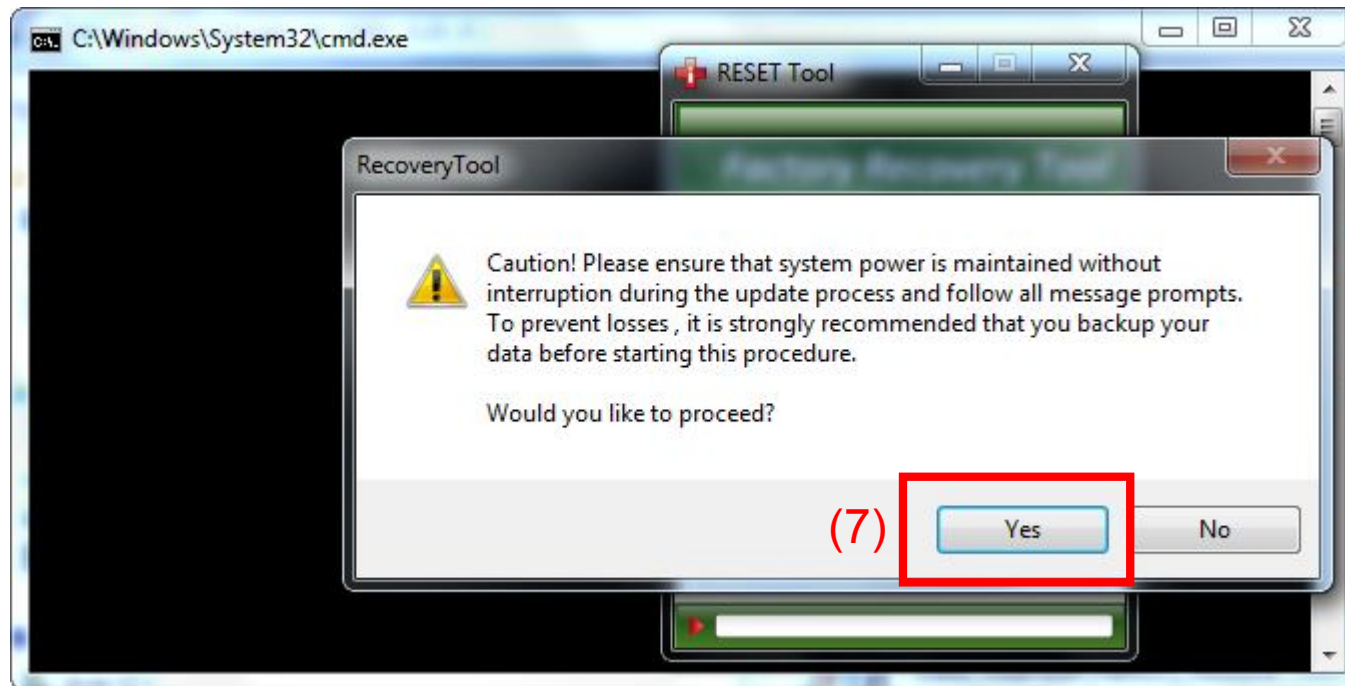 C:\Windows\System32\cmd.exe
RESET Tool
RecoveryTool
Factory Recovery Tool
Caution! Please ensure that system power is maintained without
interruption during the update process and follow all message prompts.
To prevent losses , it is strongly recommended that you backup your
data before starting this procedure.
Would you like to proceed?
(7)
Yes
No